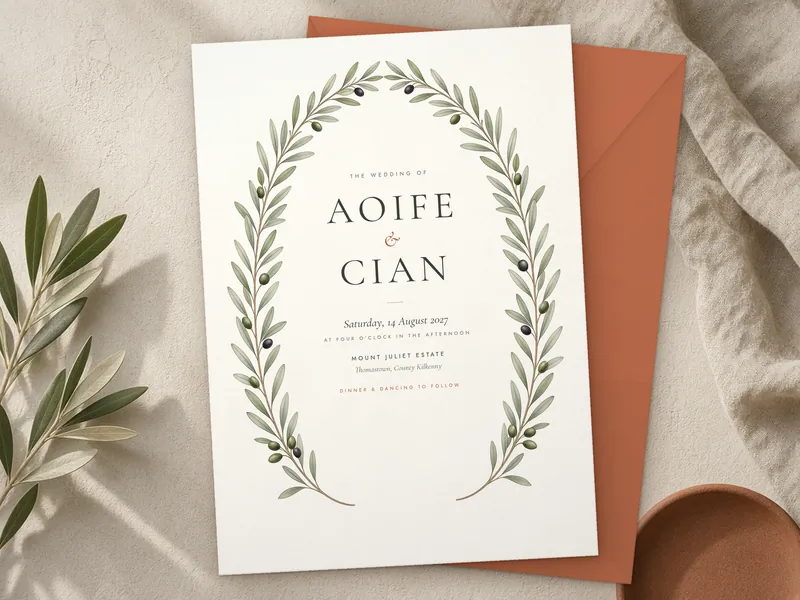 THE WEDDING OF
AOIFE
&
CIAN
Saturday, 14 August 2027
AT FOUR O'CLOCK IN THE AFTERNOON
MOUNT JULIET ESTATE
Thomastown, County Kilkenny
DINNER & DANCING TO FOLLOW